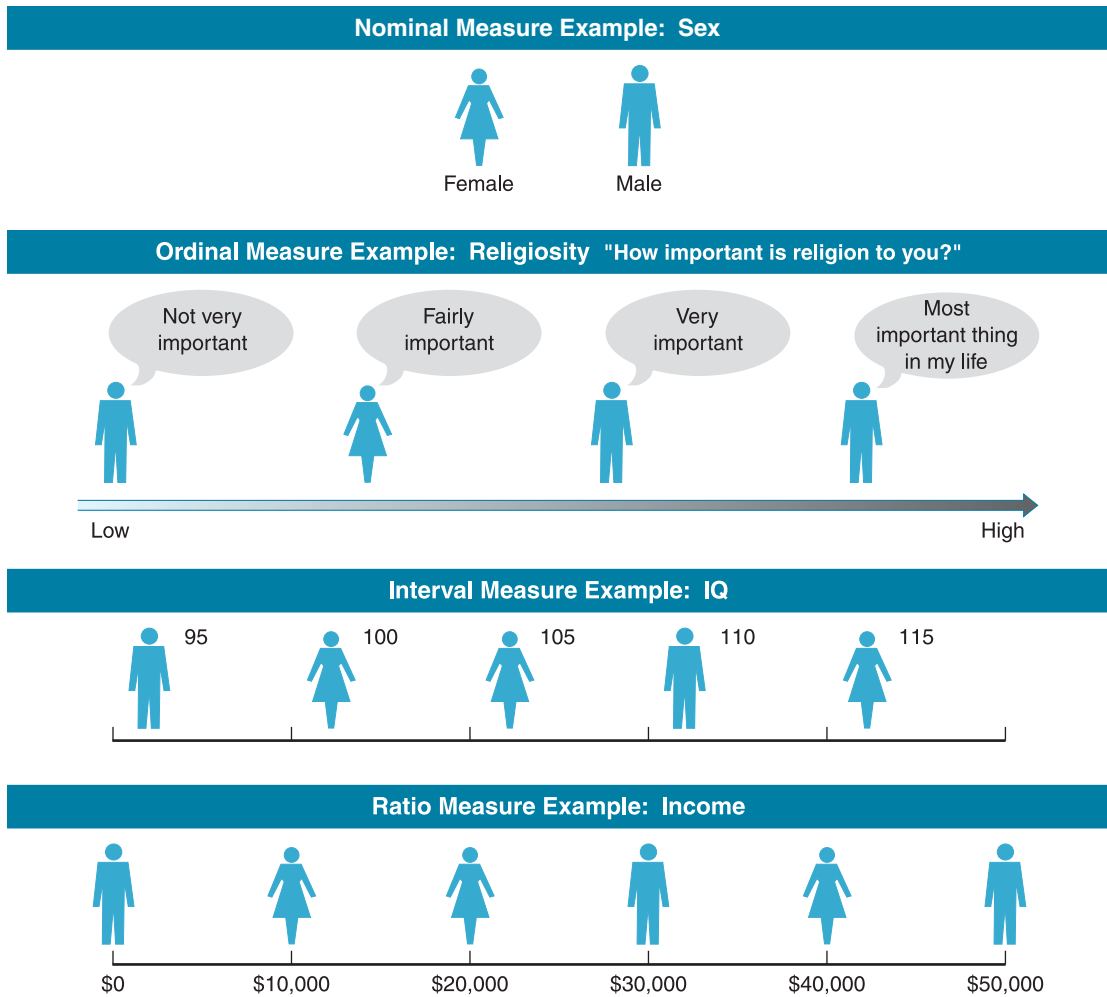 Nominal Measure Example: Sex
Female
Male
Ordinal Measure Example: Religiosity "How important is religion to you?"
Not very
important
Fairly
important
Very
important
Most
important thing
in my life
Low
High
Interval Measure Example: IQ
95
100
105
110
115
Ratio Measure Example: Income
$0
$10,000
$20,000
$30,000
$40,000
$50,000